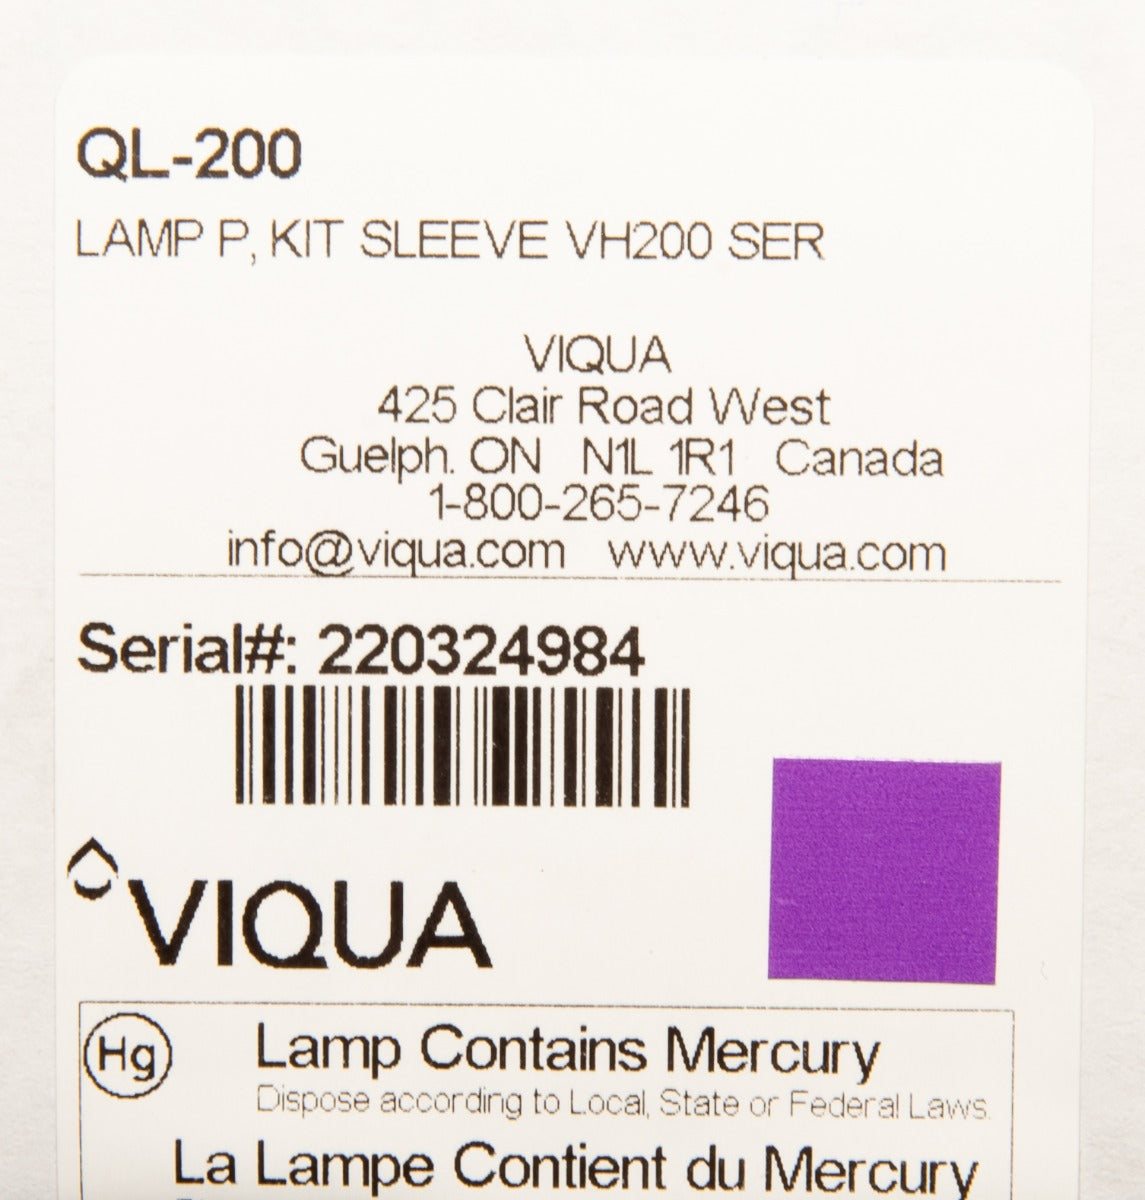 QL-200
LAMP P, KIT SLEEVE VH200 SER
VIQUA
425 Clair Road West
Guelph. ON N1L 1R1 Canada
1-800-265-7246
info@viqua.com www.viqua.com
Serial#: 220324984
VIQUA
Hg Lamp Contains Mercury
Dispose according to Local, State or Federal Laws.
La Lampe Contient du Mercury